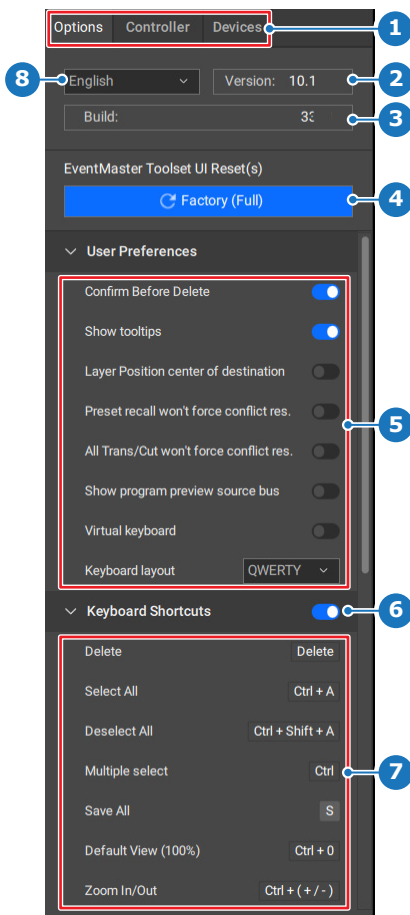 Options Controller Devices 1
8 English Version: 10.1 2
Build: 3
EventMaster Toolset UI Reset(s)
Factory (Full) 4
User Preferences
Confirm Before Delete
Show tooltips
Layer Position center of destination
Preset recall won't force conflict res.
5
All Trans/Cut won't force conflict res.
Show program preview source bus
Virtual keyboard
Keyboard layout QWERTY
Keyboard Shortcuts 6
Delete Delete
Select All Ctrl + A
Deselect All Ctrl + Shift + A
Multiple select Ctrl 7
Save All S
Default View (100%) Ctrl + 0
Zoom In/Out Ctrl + ( + / - )